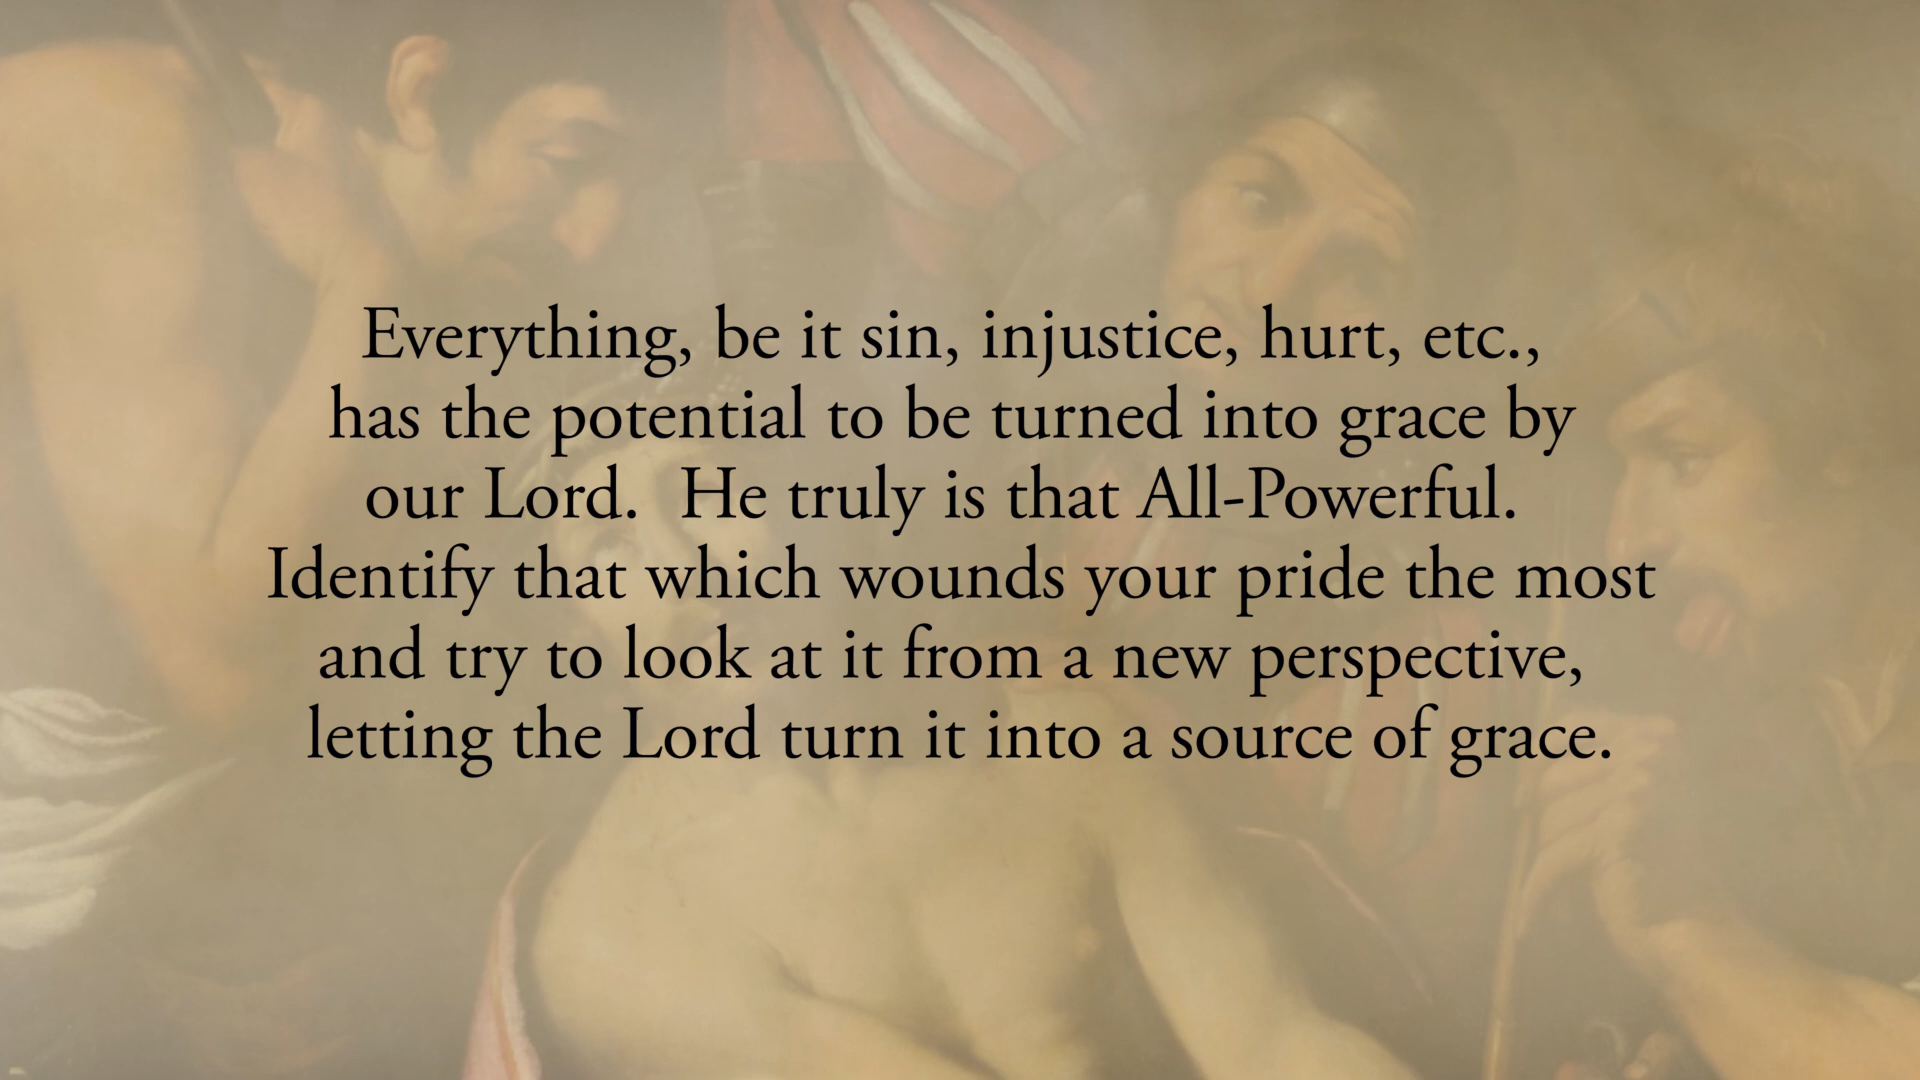 Everything, be it sin, injustice, hurt, etc.,
has the potential to be turned into grace by
our Lord.  He truly is that All-Powerful.
Identify that which wounds your pride the most
and try to look at it from a new perspective,
letting the Lord turn it into a source of grace.